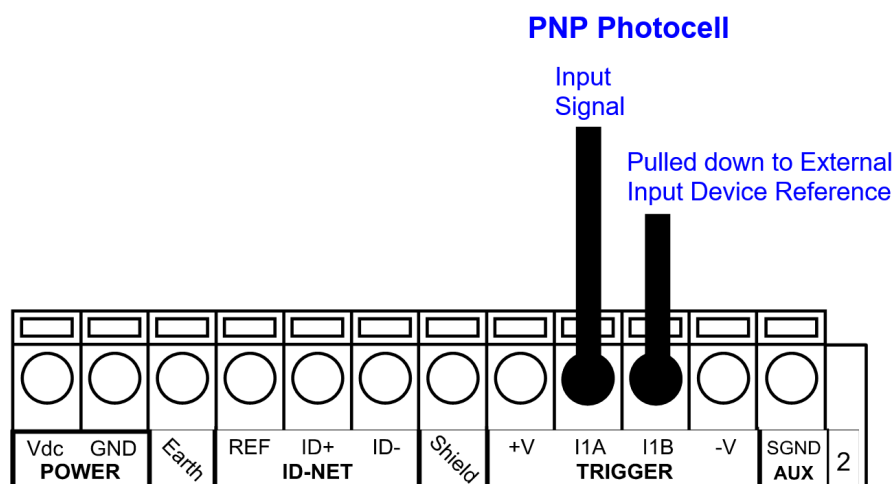 PNP Photocell
Input
Signal
Pulled down to External
Input Device Reference
Vdc GND Earth REF ID+ ID- Shield +V I1A I1B -V SGND 2
POWER ID-NET TRIGGER AUX